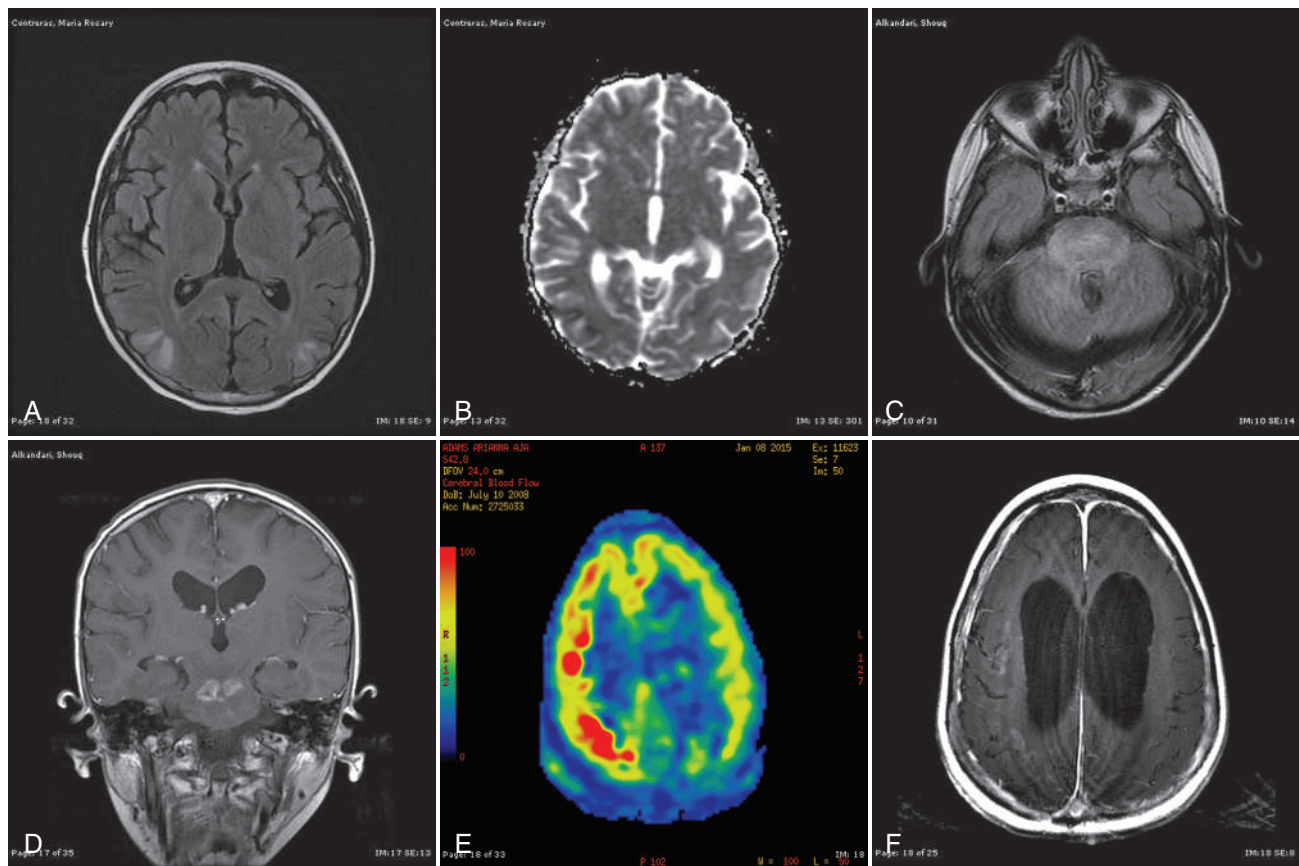 Contreras, Maria Rosary
A
Page: 18 of 32
IM: 18 SE: 9
Contreras, Maria Rosary
B
Page: 13 of 32
IM: 13 SE: 301
Alkandari, Shouq
C
Page: 10 of 31
IM:10 SE:14
Alkandari, Shouq
D
Page: 17 of 35
IM:17 SE:13
ADAMS ARIANNA AJA
S42.8
DFOV 24.0 cm
Cerebral Blood Flow
DoB: July 10 2008
Acc Num: 2725033
A 137
Jan 08 2015
Ex: 11623
Se: 7
Im: 50
100
R
0
L
1
2
7
E
Page: 18 of 33
IM: 18
P 102
W = 100 L = 50
F
Page: 18 of 25
IM:18 SE:8